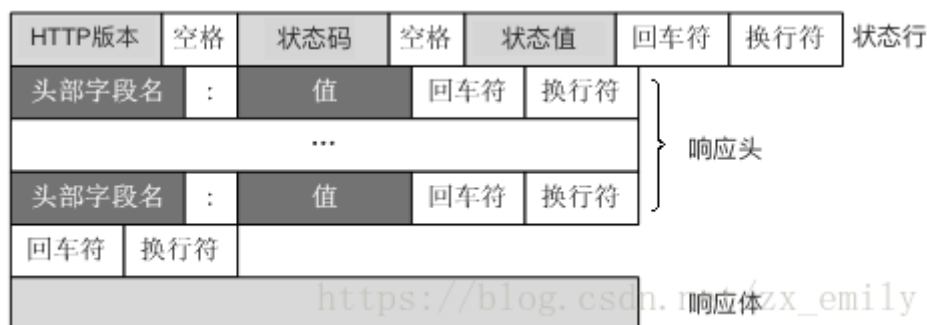 HTTP版本 空格 状态码 空格 状态值 回车符 换行符 状态行
头部字段名 : 值 回车符 换行符
...
响应头
头部字段名 : 值 回车符 换行符
回车符 换行符
响应体
https://blog.csdn.net/zx_emily